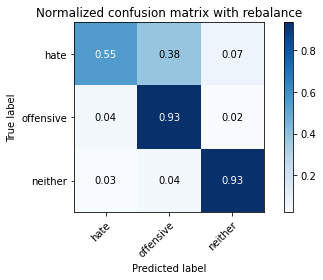 Normalized confusion matrix with rebalance
True label
hate 0.55 0.38 0.07
offensive 0.04 0.93 0.02
neither 0.03 0.04 0.93
hate offensive neither
Predicted label
0.8
0.6
0.4
0.2